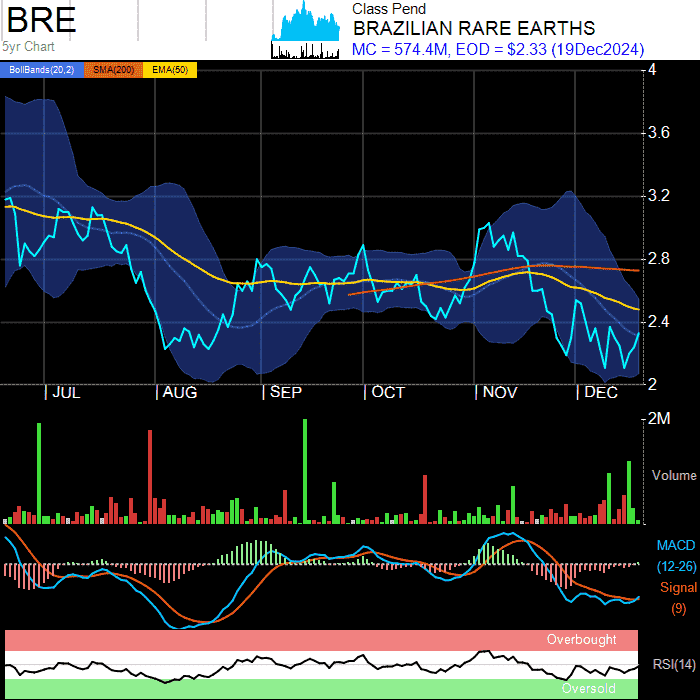 BRE
5yr Chart
Class Pend
BRAZILIAN RARE EARTHS
MC = 574.4M, EOD = $2.33 (19Dec2024)
BollBands(20,2) SMA(200) EMA(50)
4
3.6
3.2
2.8
2.4
2
JUL AUG SEP OCT NOV DEC
2M
Volume
MACD
(12-26)
Signal
(9)
Overbought
RSI(14)
Oversold